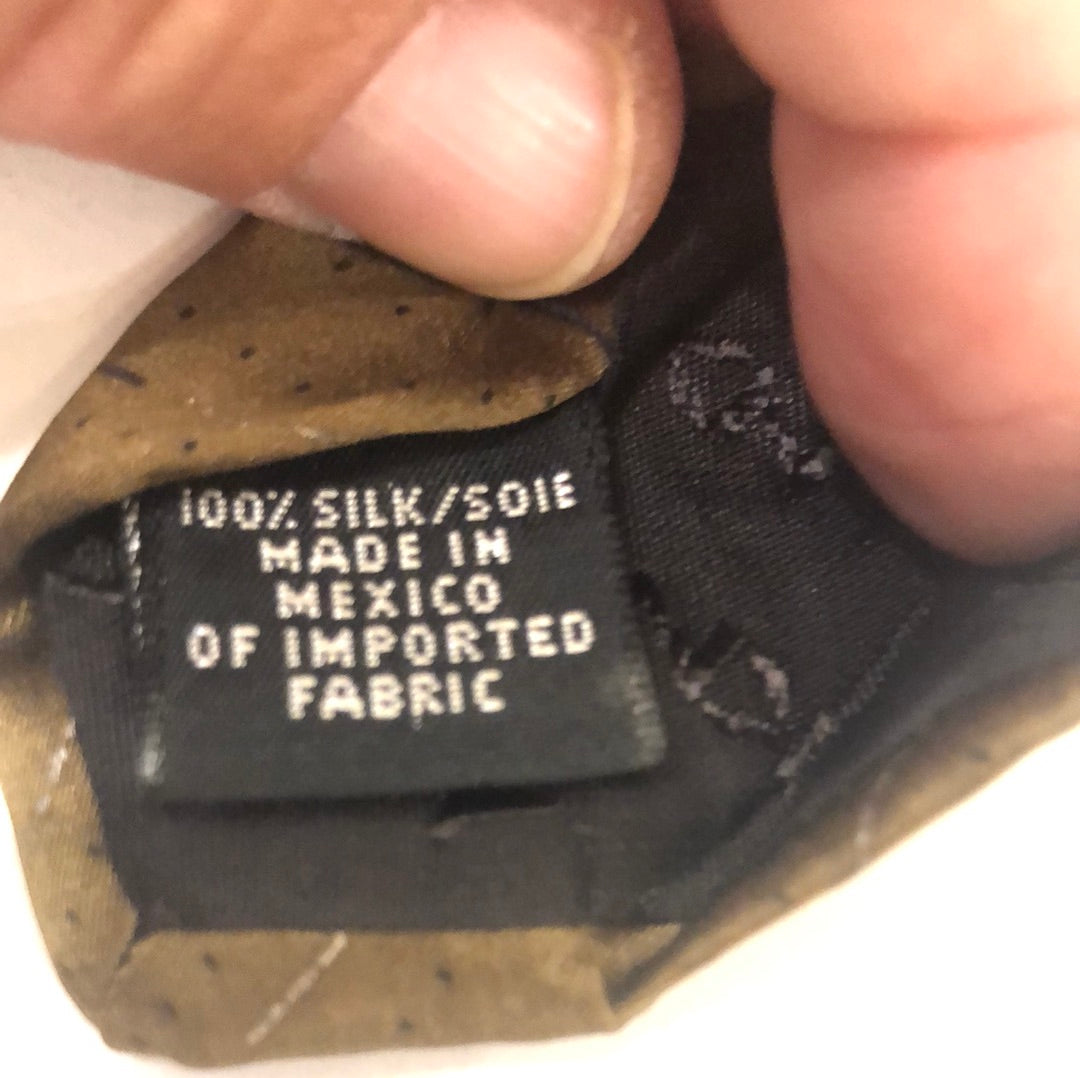 100% SILK/SOIE
MADE IN
MEXICO
OF IMPORTED
FABRIC